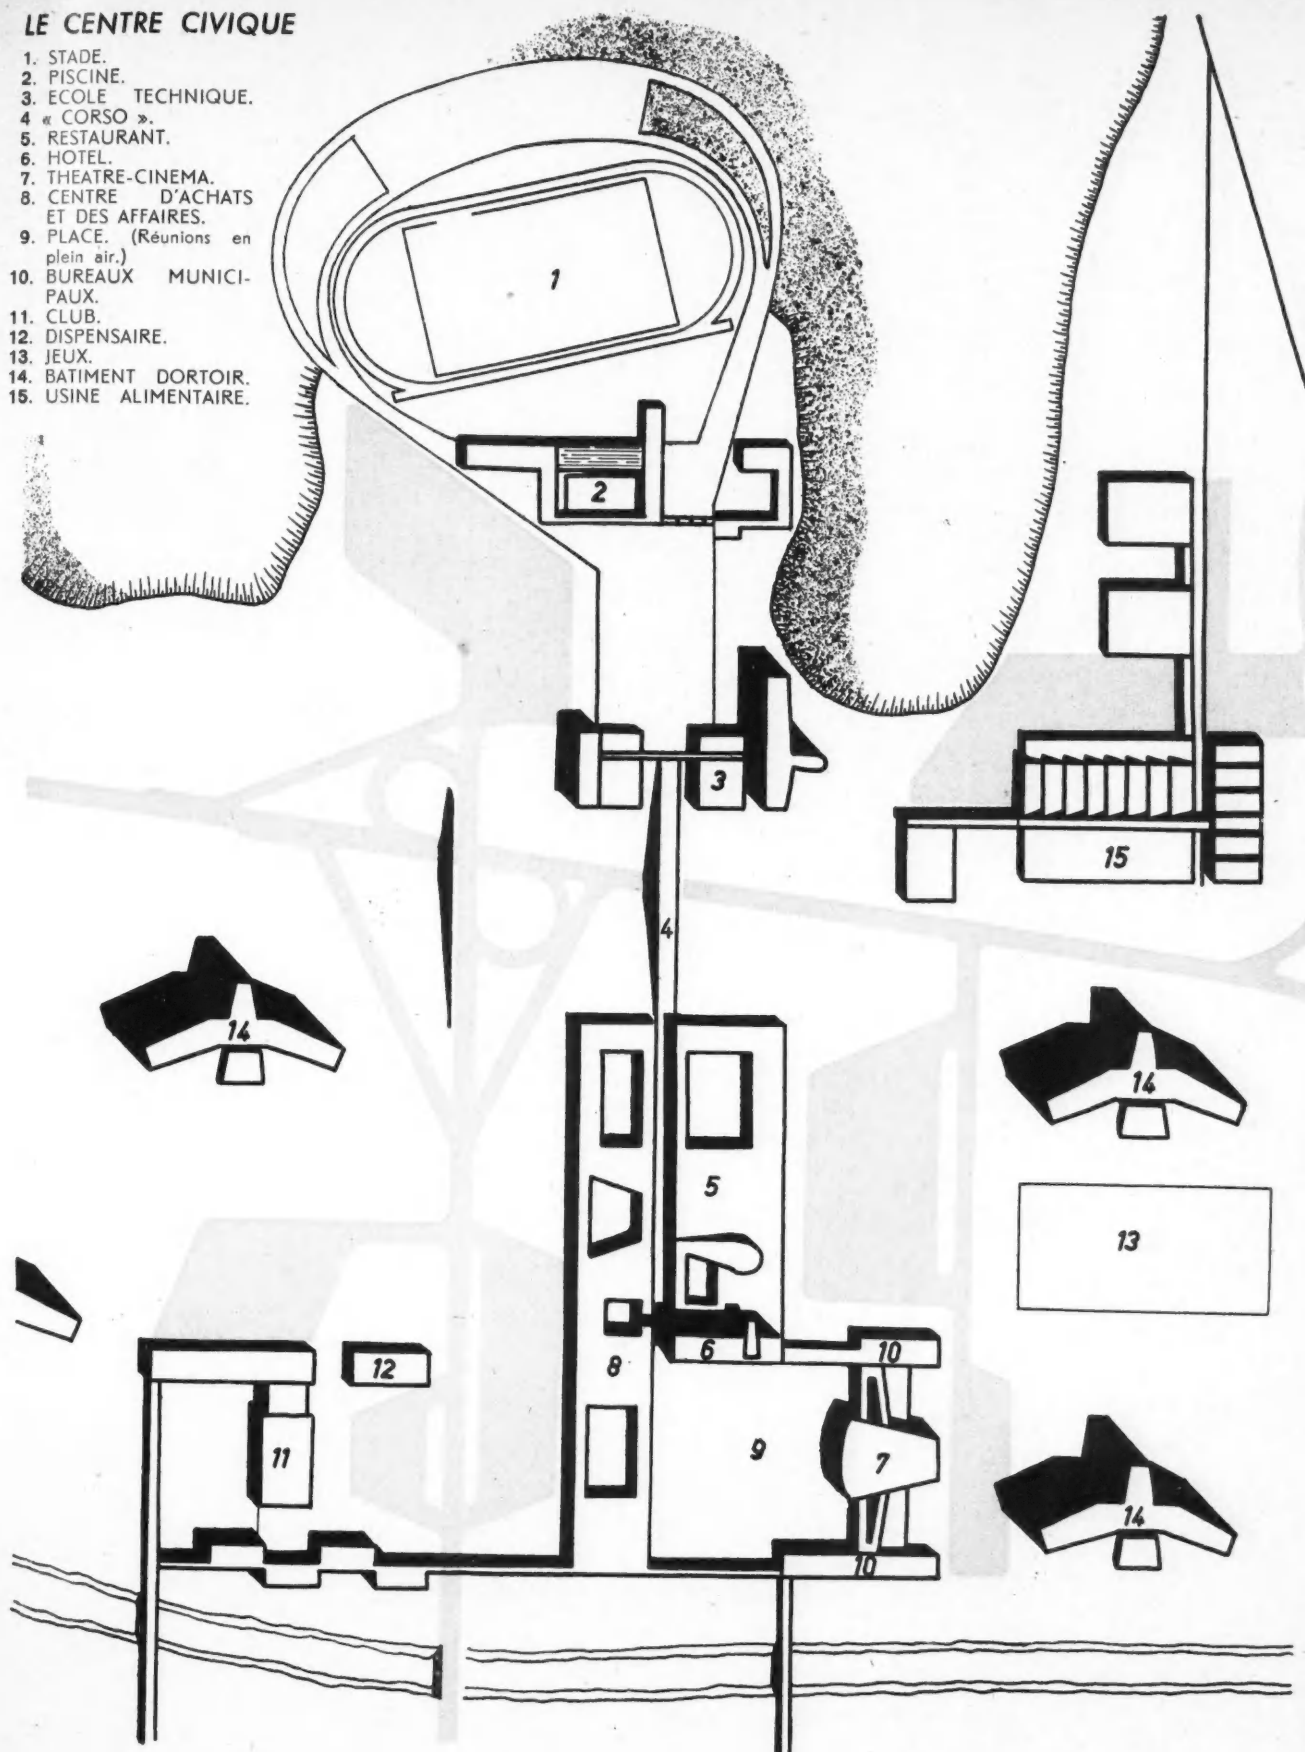 LE CENTRE CIVIQUE
1. STADE.
2. PISCINE.
3. ECOLE TECHNIQUE.
4 « CORSO ».
5. RESTAURANT.
6. HOTEL.
7. THEATRE-CINEMA.
8. CENTRE D'ACHATS
ET DES AFFAIRES.
9. PLACE. (Réunions en
plein air.)
10. BUREAUX MUNICI-
PAUX.
11. CLUB.
12. DISPENSAIRE.
13. JEUX.
14. BATIMENT DORTOIR.
15. USINE ALIMENTAIRE.
1
2
3
15
4
14
14
5
13
6
10
8
12
9
11
7
14
10